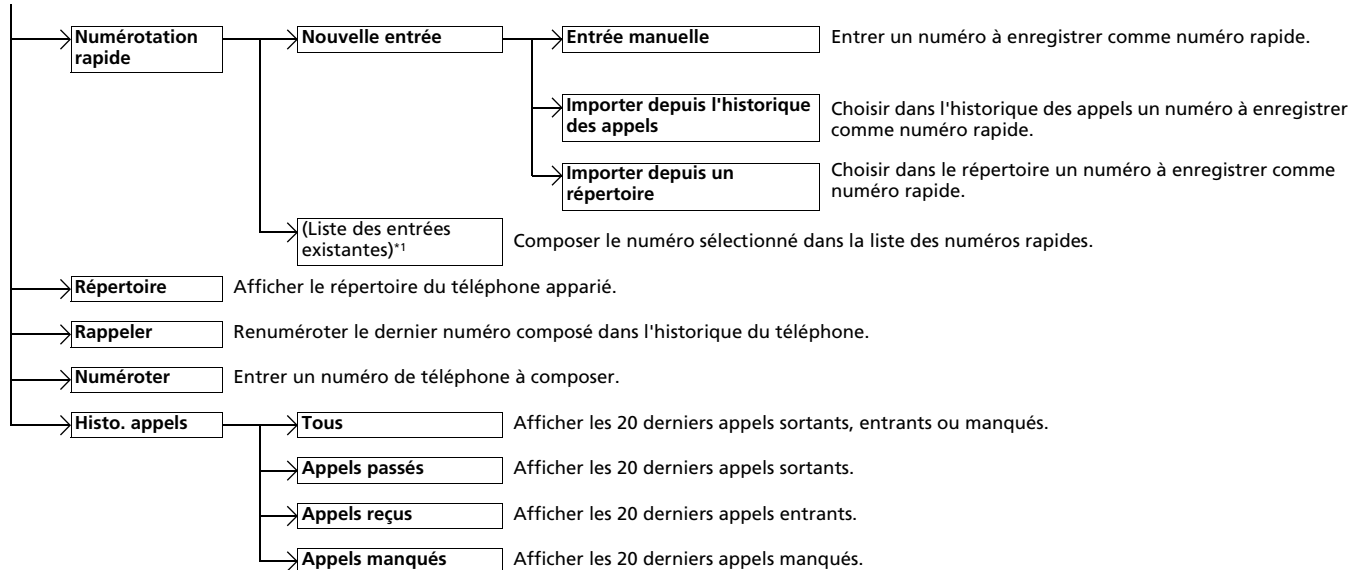 Numérotation rapide
Nouvelle entrée
Entrée manuelle
Entrer un numéro à enregistrer comme numéro rapide.
Importer depuis l'historique des appels
Choisir dans l'historique des appels un numéro à enregistrer
comme numéro rapide.
Importer depuis un répertoire
Choisir dans le répertoire un numéro à enregistrer comme
numéro rapide.
(Liste des entrées existantes)*1
Composer le numéro sélectionné dans la liste des numéros rapides.
Répertoire
Afficher le répertoire du téléphone apparié.
Rappeler
Renuméroter le dernier numéro composé dans l'historique du téléphone.
Numéroter
Entrer un numéro de téléphone à composer.
Histo. appels
Tous
Afficher les 20 derniers appels sortants, entrants ou manqués.
Appels passés
Afficher les 20 derniers appels sortants.
Appels reçus
Afficher les 20 derniers appels entrants.
Appels manqués
Afficher les 20 derniers appels manqués.